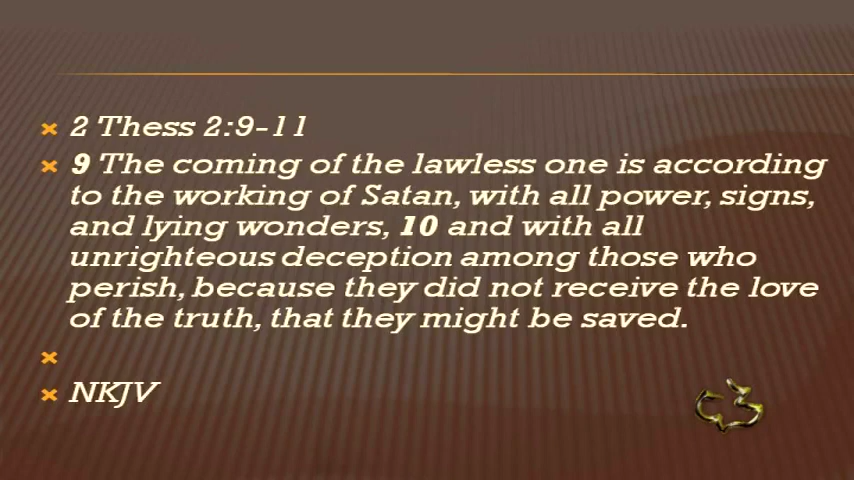 2 Thess 2:9-11
9 The coming of the lawless one is according
to the working of Satan, with all power, signs,
and lying wonders, 10 and with all
unrighteous deception among those who
perish, because they did not receive the love
of the truth, that they might be saved.
NKJV